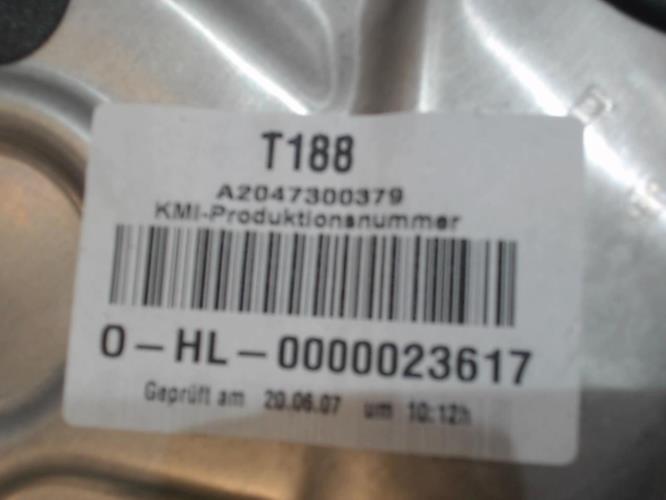 T188
A2047300379
KMI-Produktionsnummer
O-HL-0000023617
Geprüft am 20.06.07 um 10:12h